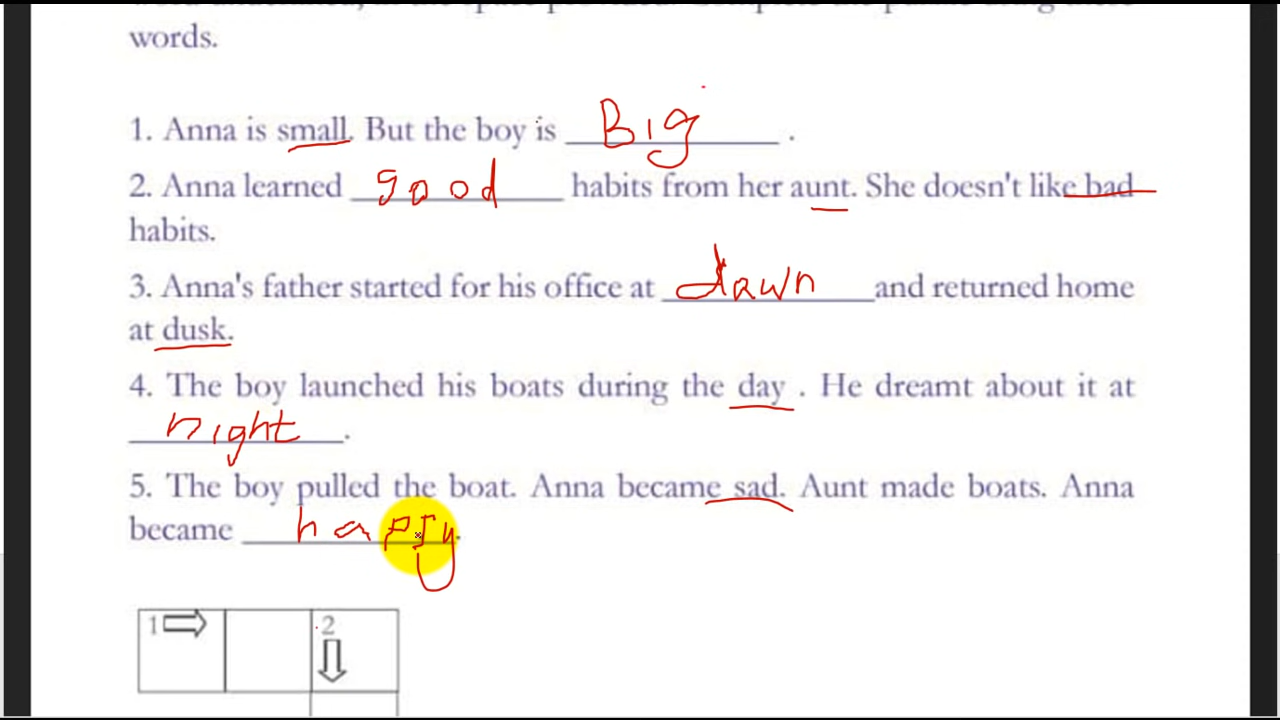 words.
1. Anna is small. But the boy is Big .
2. Anna learned good habits from her aunt. She doesn't like bad
habits.
3. Anna's father started for his office at dawn and returned home
at dusk.
4. The boy launched his boats during the day . He dreamt about it at
night .
5. The boy pulled the boat. Anna became sad. Aunt made boats. Anna
became happy.
1 2